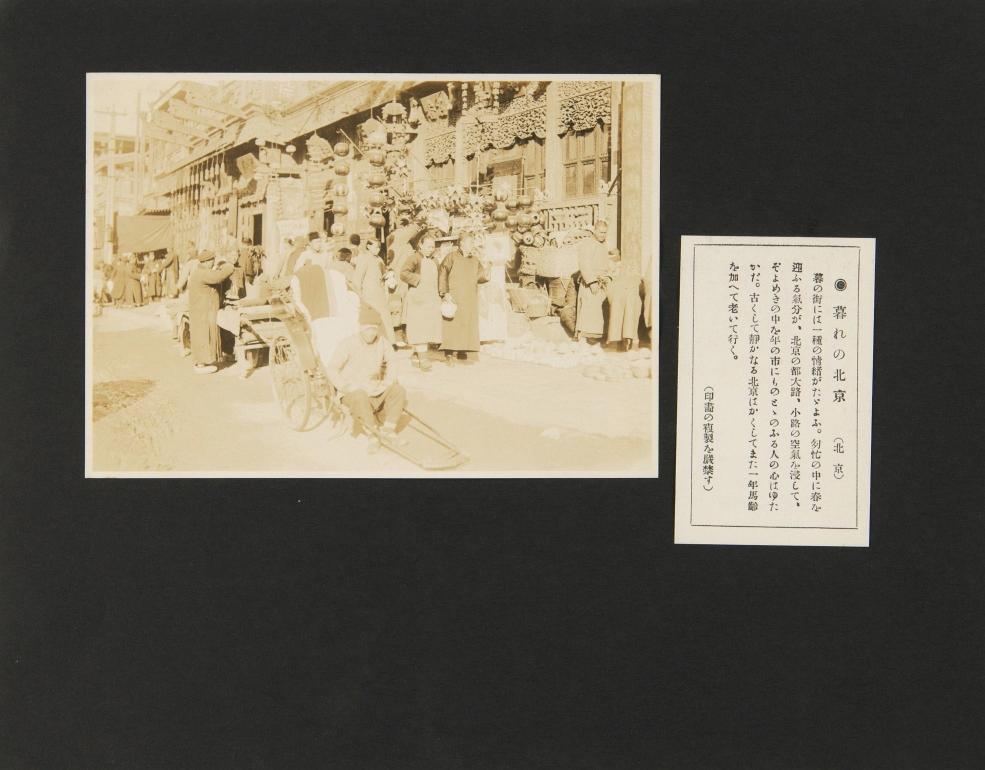 ◉ 暮れの北京 （北京）
暮の街には一種の情緒がたゞよふ。匆忙の中に春を
迎ふる氣分が、北京の都大路、小路の空氣を浸して、
ぞよめきの中を年の市にものとゝのふる人の心はゆた
かだ。古くして靜かなる北京はかくしてまた一年馬齡
を加へて老いて行く。
（印畵の複製を嚴禁す）